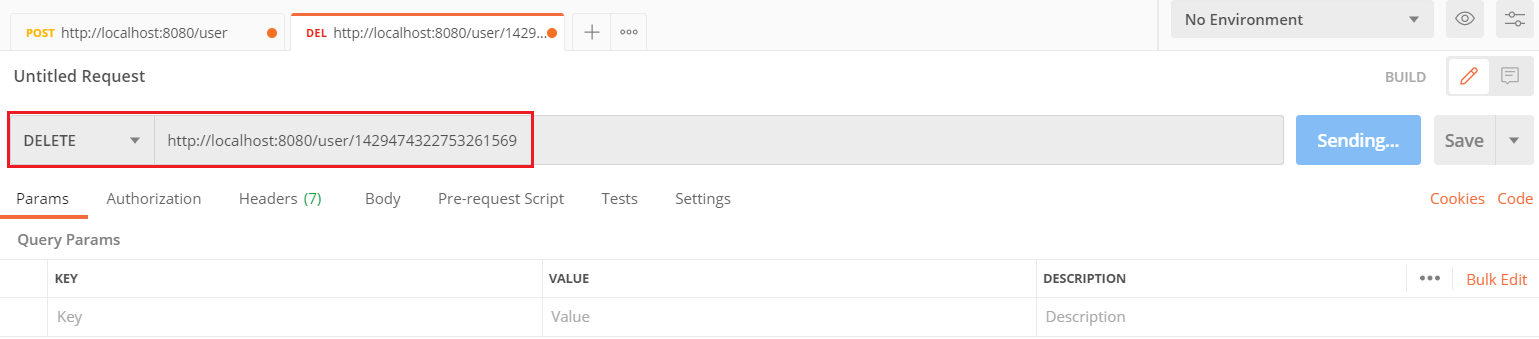 POST http://localhost:8080/user DEL http://localhost:8080/user/1429... No Environment
Untitled Request BUILD
DELETE http://localhost:8080/user/1429474322753261569 Sending... Save
Params Authorization Headers (7) Body Pre-request Script Tests Settings Cookies Code
Query Params
KEY VALUE DESCRIPTION Bulk Edit
Key Value Description